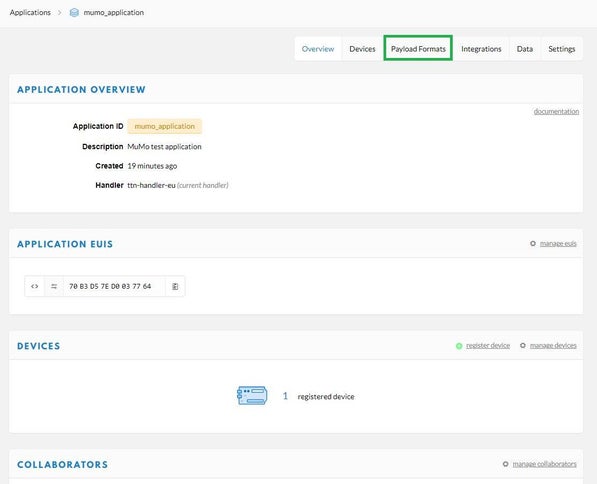 Applications > mumo_application
Overview Devices Payload Formats Integrations Data Settings
APPLICATION OVERVIEW
documentation
Application ID mumo_application
Description MuMo test application
Created 19 minutes ago
Handler ttn-handler-eu (current handler)
APPLICATION EUIS
manage euis
<> 70 B3 D5 7E D0 03 77 64
DEVICES
register device manage devices
1 registered device
COLLABORATORS
manage collaborators